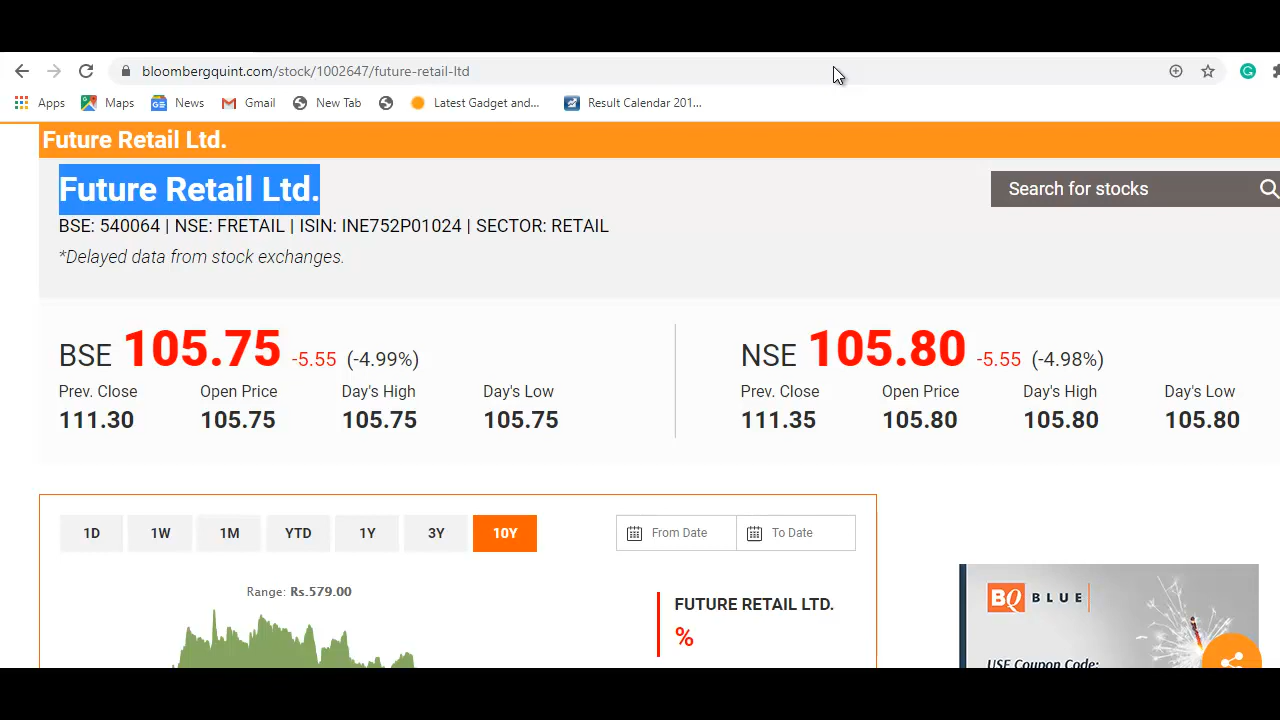 bloombergquint.com/stock/1002647/future-retail-ltd
Apps Maps News Gmail New Tab Latest Gadget and... Result Calendar 201...
Future Retail Ltd.
Future Retail Ltd.
Search for stocks
BSE: 540064 | NSE: FRETAIL | ISIN: INE752P01024 | SECTOR: RETAIL
*Delayed data from stock exchanges.
BSE 105.75 -5.55 (-4.99%)
NSE 105.80 -5.55 (-4.98%)
Prev. Close Open Price Day's High Day's Low
111.30 105.75 105.75 105.75
Prev. Close Open Price Day's High Day's Low
111.35 105.80 105.80 105.80
1D 1W 1M YTD 1Y 3Y 10Y
From Date To Date
Range: Rs.579.00
FUTURE RETAIL LTD.
%
BQ BLUE
USE Coupon Code: